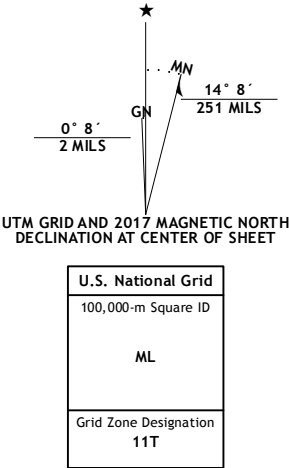 ★
MN
GN
14° 8´
251 MILS
0° 8´
2 MILS
UTM GRID AND 2017 MAGNETIC NORTH
DECLINATION AT CENTER OF SHEET
U.S. National Grid
100,000-m Square ID
ML
Grid Zone Designation
11T